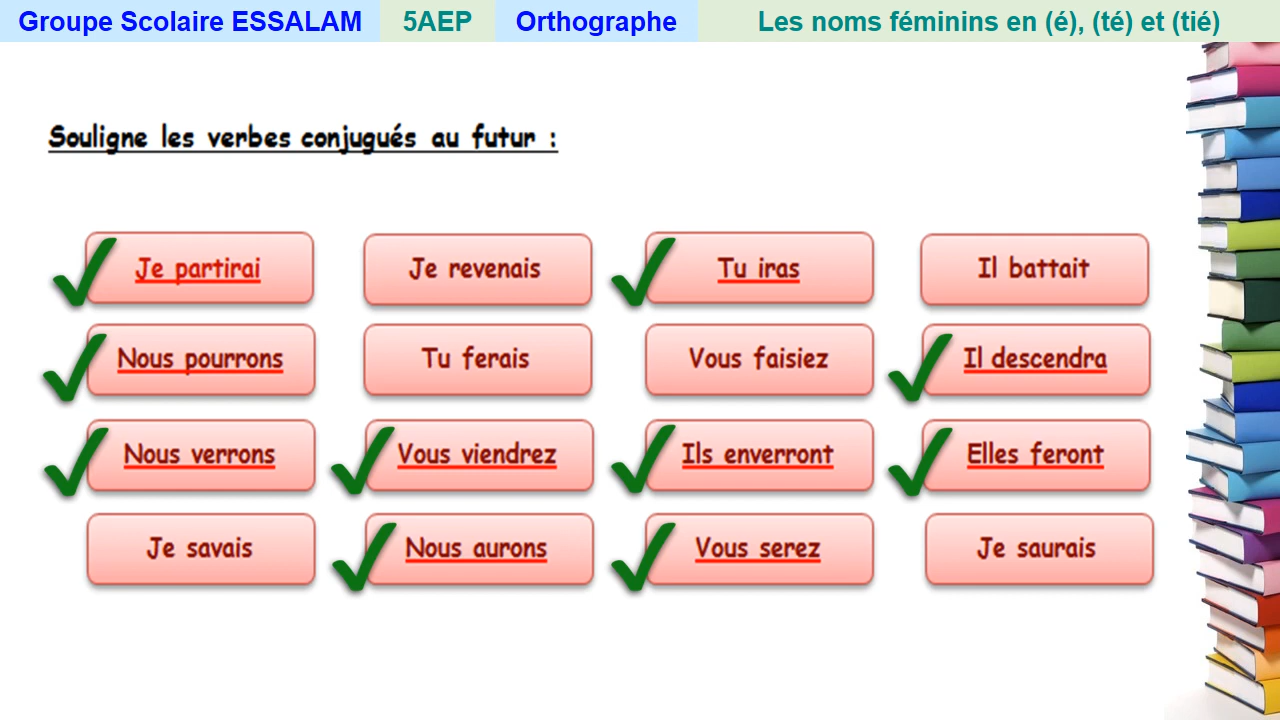 Groupe Scolaire ESSALAM 5AEP Orthographe Les noms féminins en (é), (té) et (tié)
Souligne les verbes conjugués au futur :
Je partirai Je revenais Tu iras Il battait
Nous pourrons Tu ferais Vous faisiez Il descendra
Nous verrons Vous viendrez Ils enverront Elles feront
Je savais Nous aurons Vous serez Je saurais